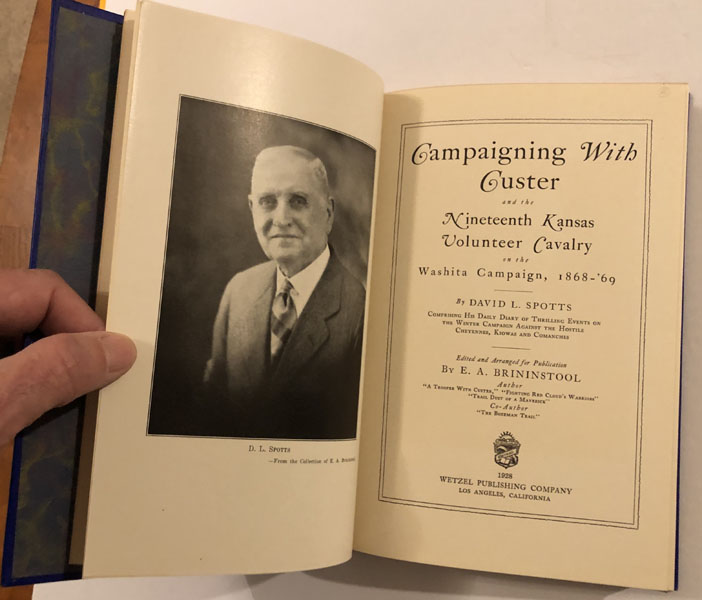 D. L. Spotts
—From the Collection of E. A. Brininstool
Campaigning With
Custer
and the
Nineteenth Kansas
Volunteer Cavalry
on the
Washita Campaign, 1868-'69
By DAVID L. SPOTTS
Comprising His Daily Diary of Thrilling Events on
the Winter Campaign Against the Hostile
Cheyennes, Kiowas and Comanches
Edited and Arranged for Publication
By E. A. BRININSTOOL
Author
"A Trooper With Custer," "Fighting Red Cloud's Warriors"
"Trail Dust of a Maverick"
Co-Author
"The Bozeman Trail"
1928
WETZEL PUBLISHING COMPANY
LOS ANGELES, CALIFORNIA